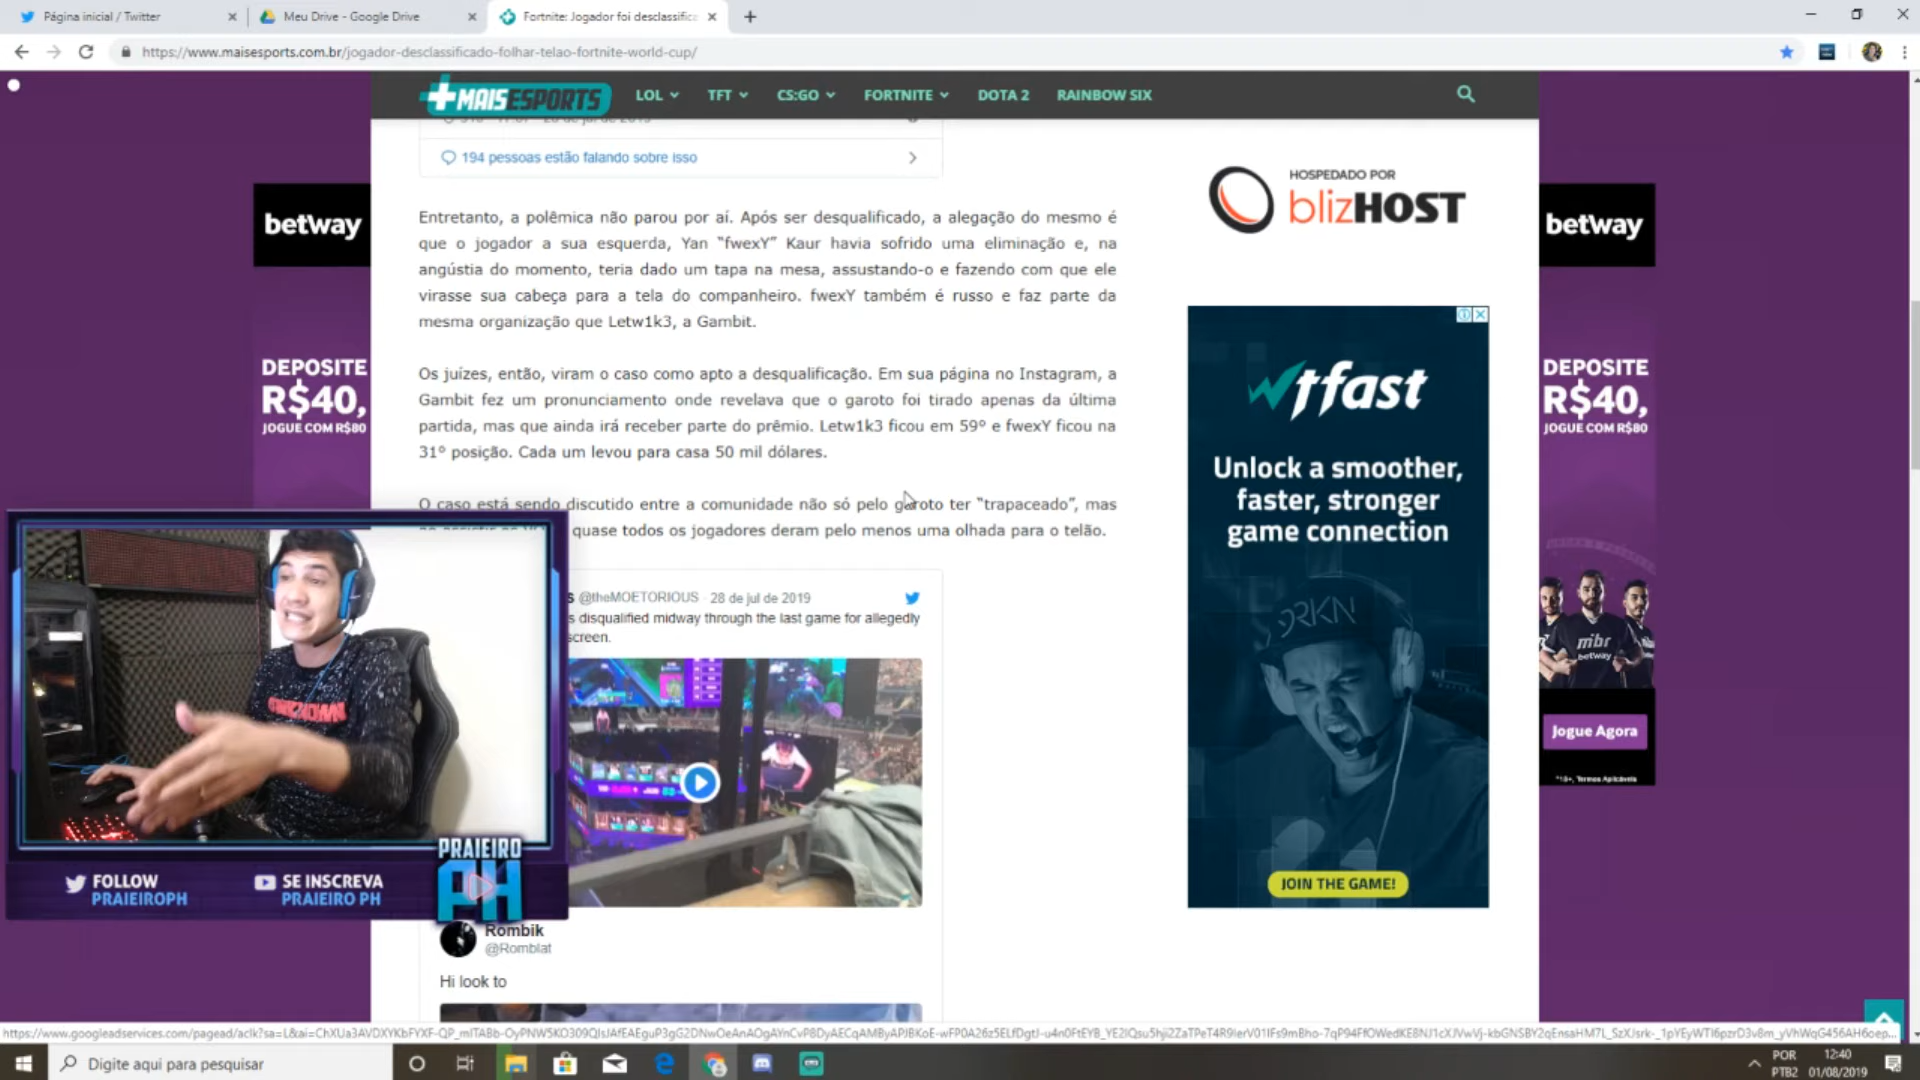 Página inicial / Twitter
Meu Drive - Google Drive
Fortnite: Jogador foi desclassific
https://www.maisesports.com.br/jogador-desclassificado-folhar-telao-fortnite-world-cup/
MAISESPORTS
LOL
TFT
CS:GO
FORTNITE
DOTA 2
RAINBOW SIX
194 pessoas estão falando sobre isso
Entretanto, a polêmica não parou por aí. Após ser desqualificado, a alegação do mesmo é
que o jogador a sua esquerda, Yan "fwexY" Kaur havia sofrido uma eliminação e, na
angústia do momento, teria dado um tapa na mesa, assustando-o e fazendo com que ele
virasse sua cabeça para a tela do companheiro. fwexY também é russo e faz parte da
mesma organização que Letw1k3, a Gambit.
Os juízes, então, viram o caso como apto a desqualificação. Em sua página no Instagram, a
Gambit fez um pronunciamento onde revelava que o garoto foi tirado apenas da última
partida, mas que ainda irá receber parte do prêmio. Letw1k3 ficou em 59º e fwexY ficou na
31º posição. Cada um levou para casa 50 mil dólares.
O caso está sendo discutido entre a comunidade não só pelo garoto ter "trapaceado", mas
quase todos os jogadores deram pelo menos uma olhada para o telão.
S @theMOETORIOUS · 28 de jul de 2019
s disqualified midway through the last game for allegedly
screen.
Rombik
@Romblat
Hi look to
HOSPEDADO POR
blizHOST
wtfast
Unlock a smoother,
faster, stronger
game connection
DRKN
JOIN THE GAME!
betway
DEPOSITE
R$40,
JOGUE COM R$80
betway
DEPOSITE
R$40,
JOGUE COM R$80
mibr
betway
Jogue Agora
*18+, Termos Aplicáveis
UNKNOWN
FOLLOW
PRAIEIROPH
SE INSCREVA
PRAIEIRO PH
PRAIEIRO
PH
Digite aqui para pesquisar
POR
PTB2
12:40
01/08/2019